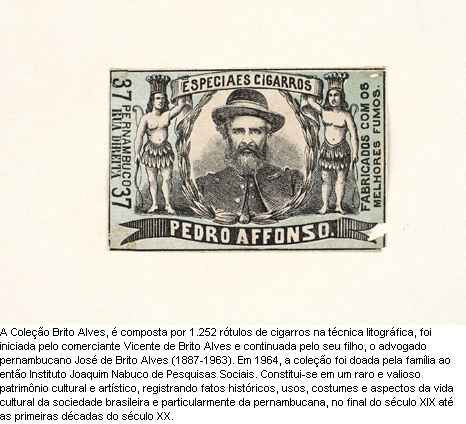 ESPECIAES CIGARROS
37 PERNAMBUCO 37
RUA DIREITA
FABRICADOS COM OS
MELHORES FUMOS.
PEDRO AFFONSO.
A Coleção Brito Alves, é composta por 1.252 rótulos de cigarros na técnica litográfica, foi
iniciada pelo comerciante Vicente de Brito Alves e continuada pelo seu filho, o advogado
pernambucano José de Brito Alves (1887-1963). Em 1964, a coleção foi doada pela família ao
então Instituto Joaquim Nabuco de Pesquisas Sociais. Constitui-se em um raro e valioso
patrimônio cultural e artístico, registrando fatos históricos, usos, costumes e aspectos da vida
cultural da sociedade brasileira e particularmente da pernambucana, no final do século XIX até
as primeiras décadas do século XX.